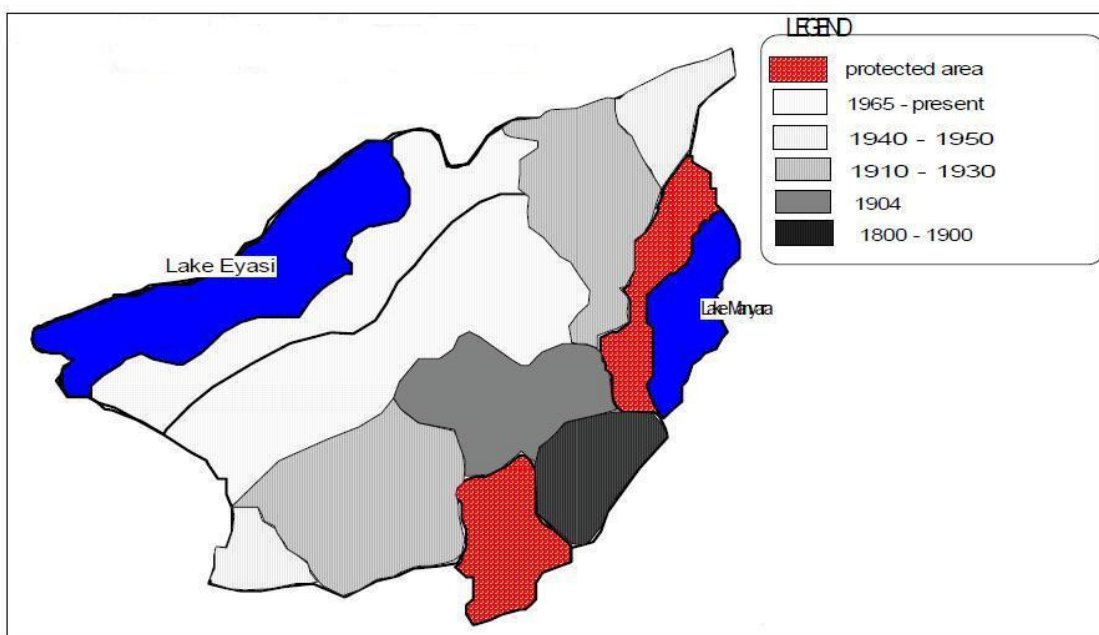 LEGEND
protected area
1965 - present
1940 - 1950
1910 - 1930
1904
1800 - 1900
Lake Eyasi
Lake Manyara